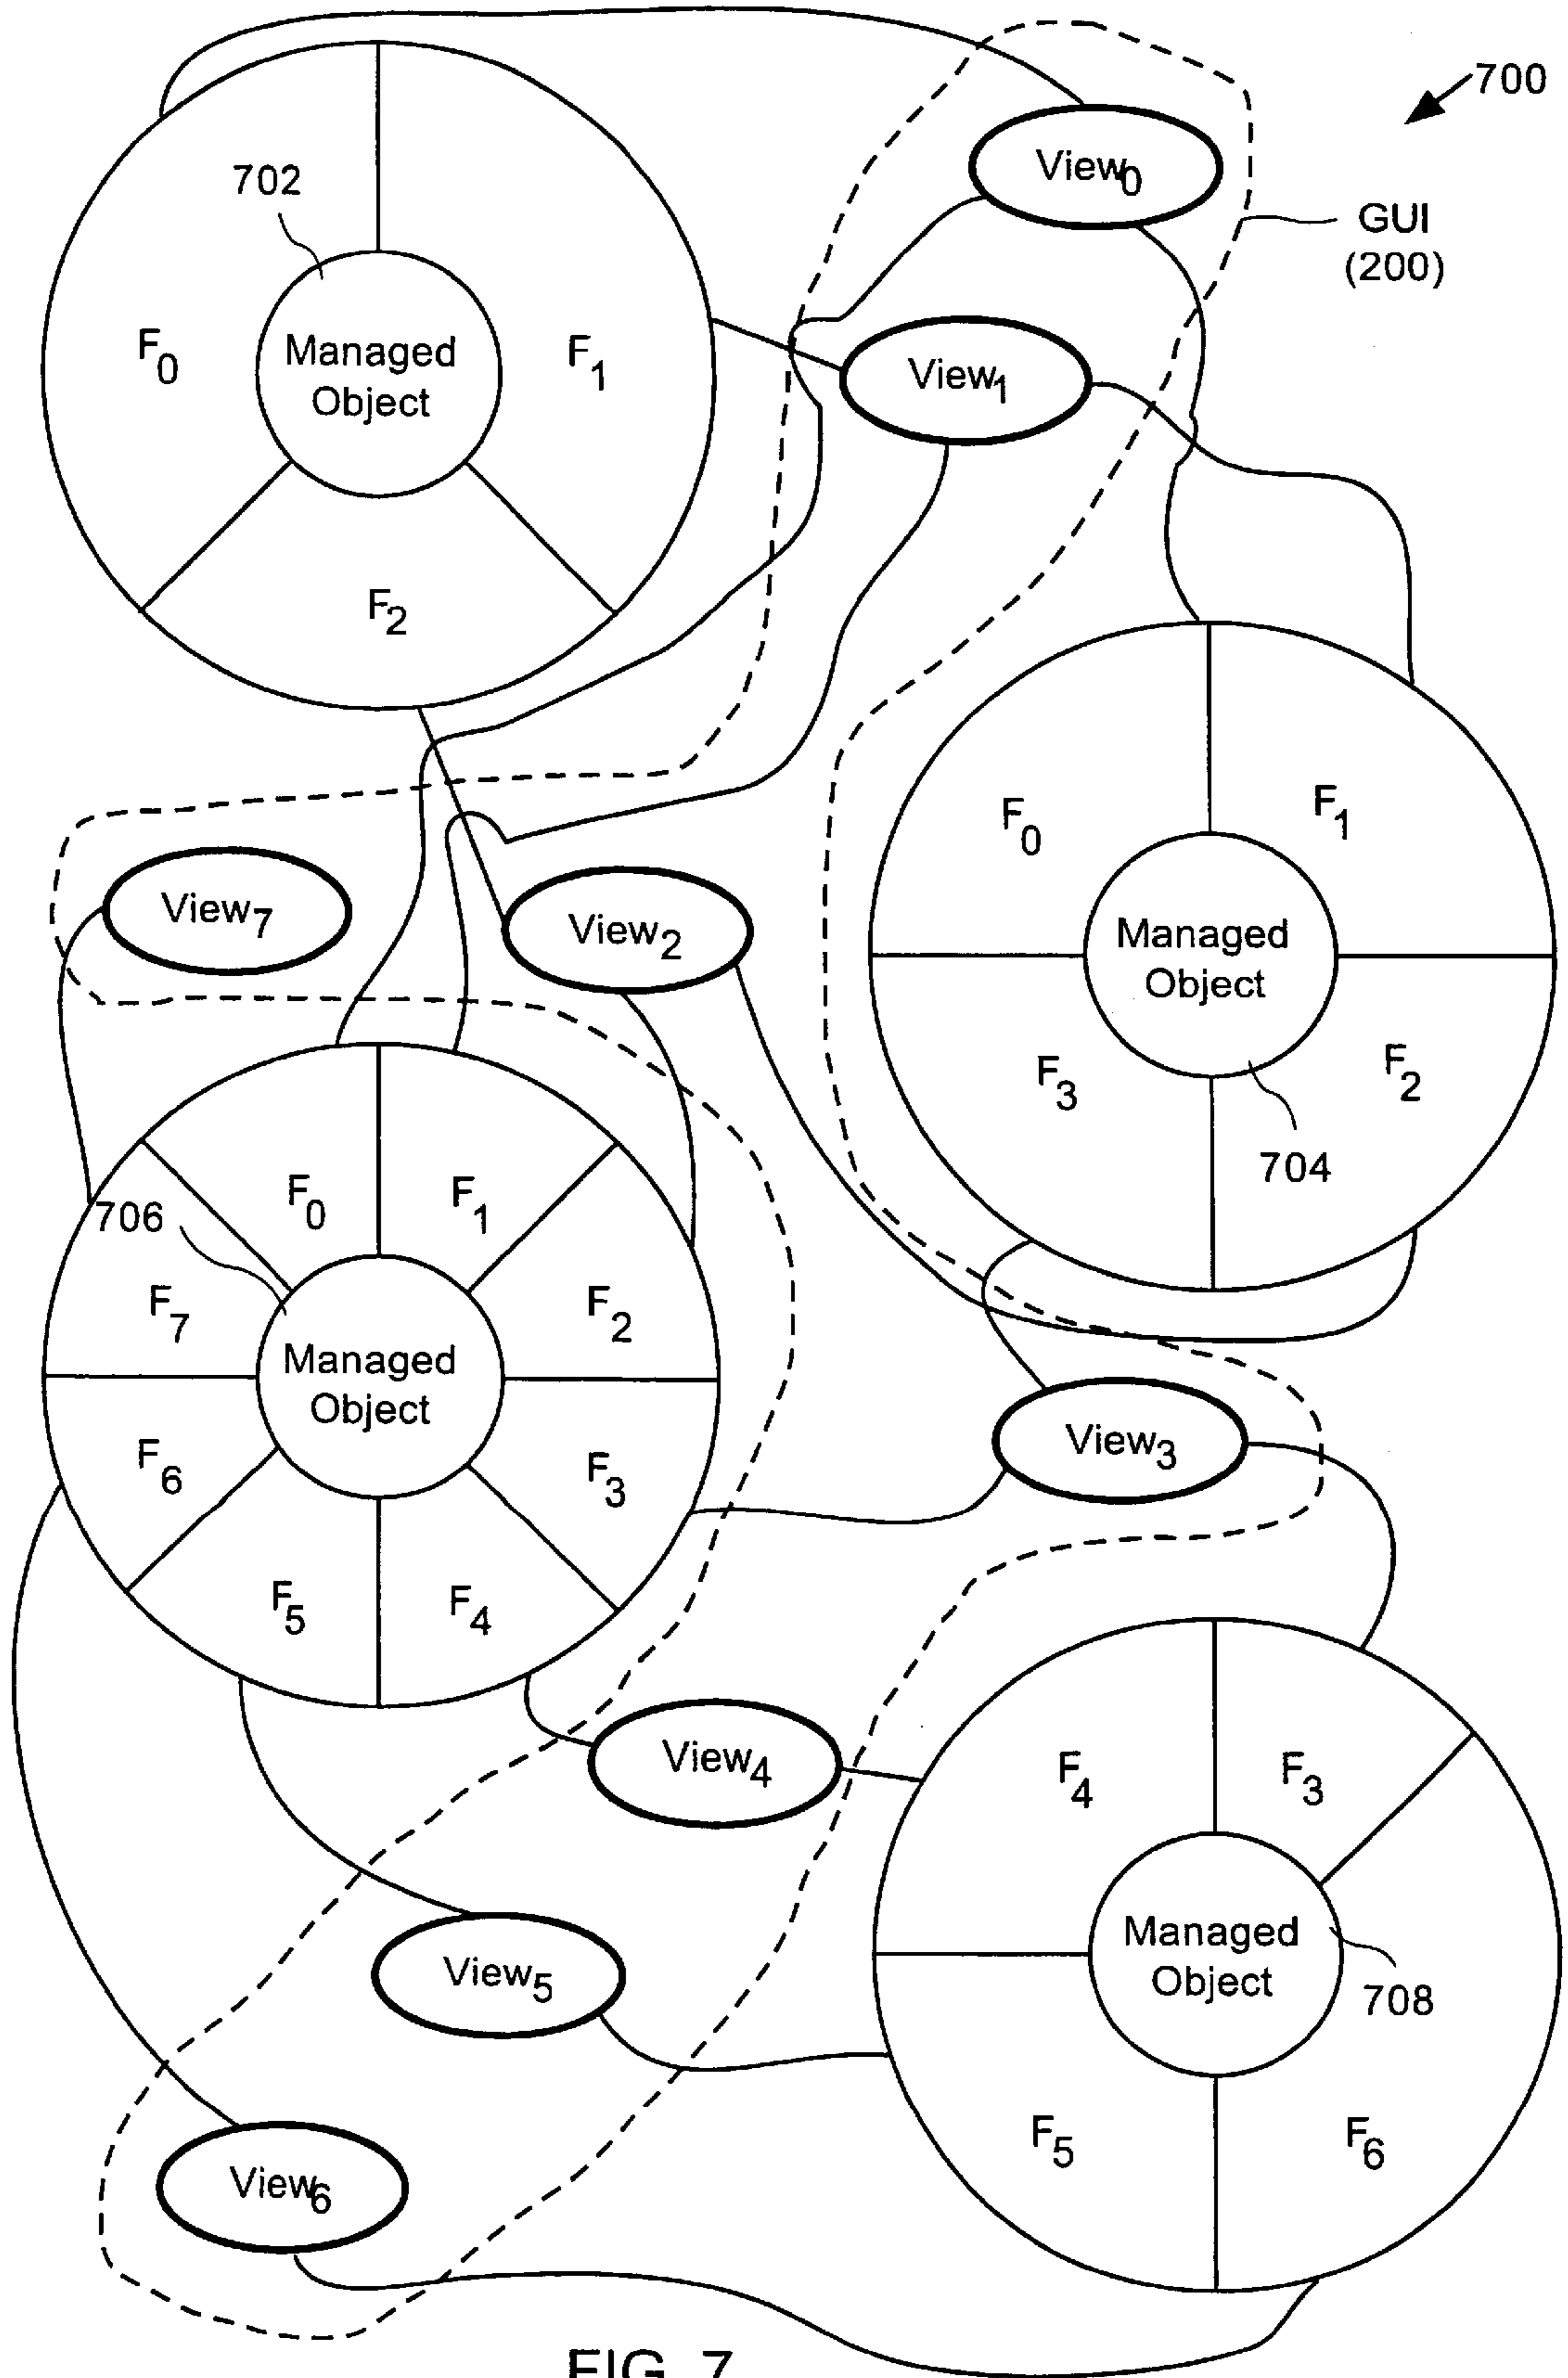 700
View0
GUI
(200)
702
F0
Managed
Object
F1
View1
F2
F0
F1
View7
View2
Managed
Object
F3
F2
704
F0
F1
706
F7
F2
Managed
Object
View3
F6
F3
F5
F4
View4
F4
F3
Managed
Object
View5
708
F5
F6
View6
FIG. 7